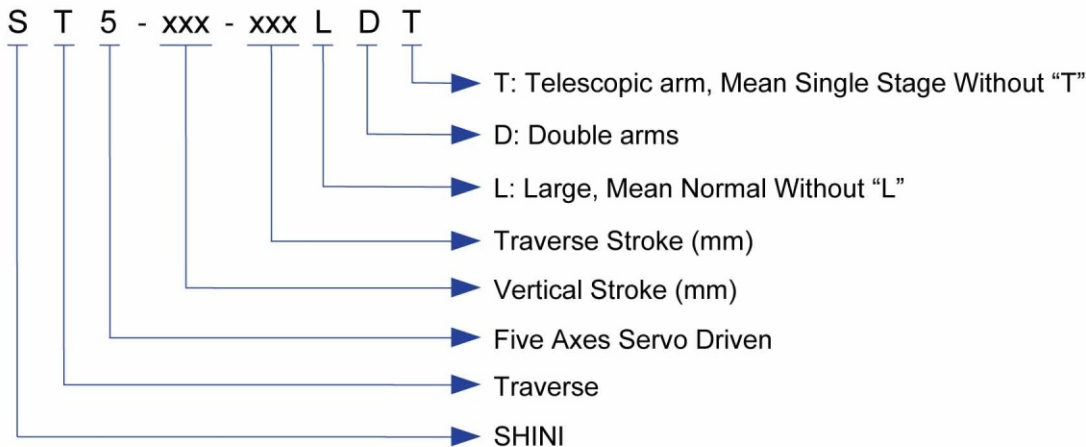 S T 5 - xxx - xxx L D T
T: Telescopic arm, Mean Single Stage Without “T”
D: Double arms
L: Large, Mean Normal Without “L”
Traverse Stroke (mm)
Vertical Stroke (mm)
Five Axes Servo Driven
Traverse
SHINI